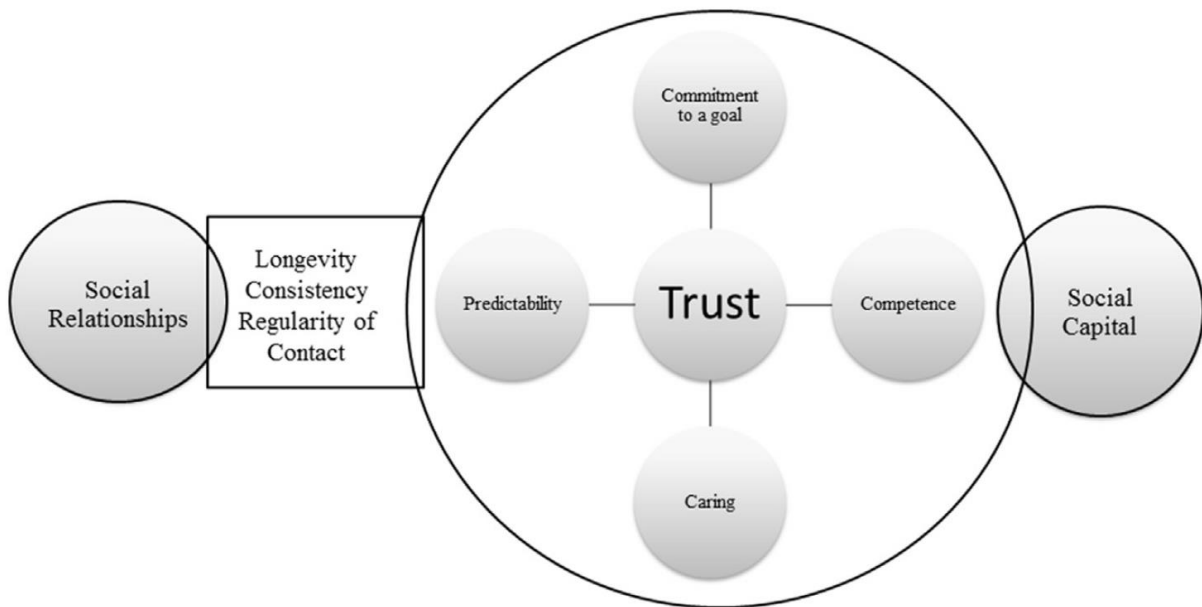 Social
Relationships
Longevity
Consistency
Regularity of
Contact
Commitment
to a goal
Predictability
Trust
Competence
Caring
Social
Capital